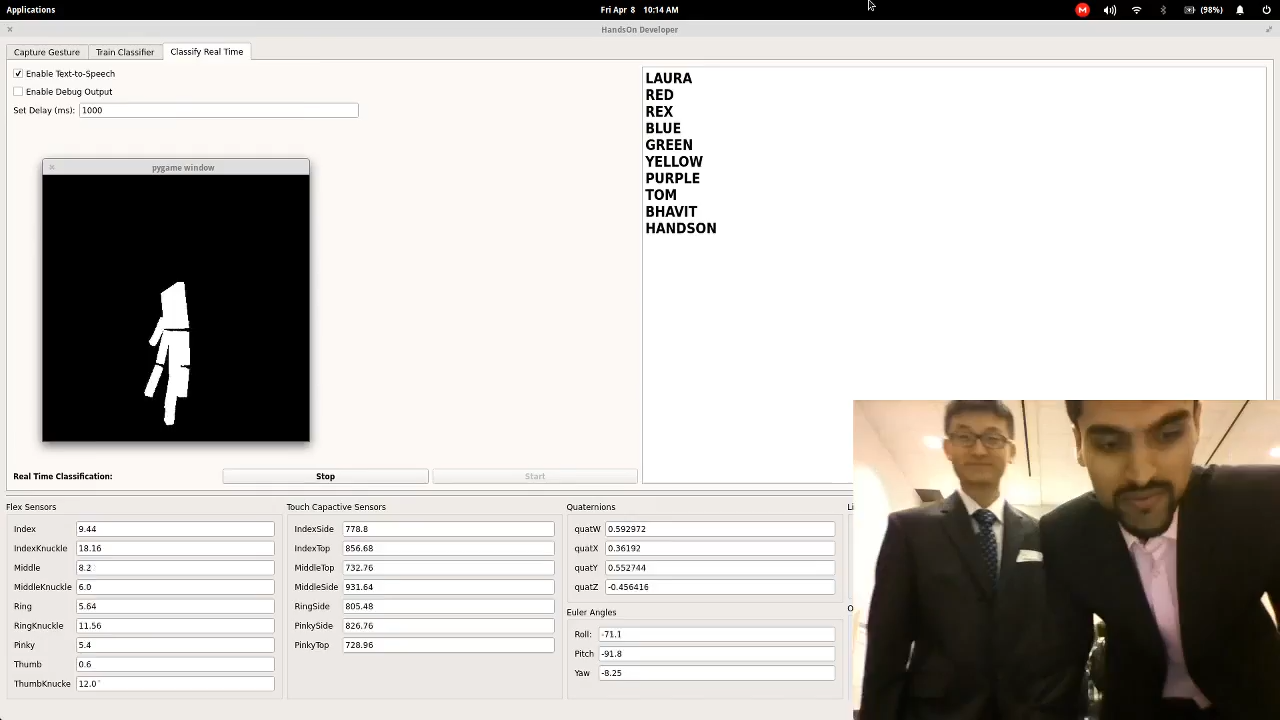 Applications
Fri Apr 8 10:14 AM
(98%)
HandsOn Developer
Capture Gesture
Train Classifier
Classify Real Time
Enable Text-to-Speech
Enable Debug Output
Set Delay (ms): 1000
pygame window
LAURA
RED
REX
BLUE
GREEN
YELLOW
PURPLE
TOM
BHAVIT
HANDSON
Real Time Classification:
Stop
Start
Flex Sensors
Index 9.44
IndexKnuckle 18.16
Middle 8.2
MiddleKnuckle 6.0
Ring 5.64
RingKnuckle 11.56
Pinky 5.4
Thumb 0.6
ThumbKnucke 12.0
Touch Capacitive Sensors
IndexSide 778.8
IndexTop 856.68
MiddleTop 732.76
MiddleSide 931.64
RingSide 805.48
PinkySide 826.76
PinkyTop 728.96
Quaternions
quatW 0.592972
quatX 0.36192
quatY 0.552744
quatZ -0.456416
Euler Angles
Roll: -71.1
Pitch -91.8
Yaw -8.25